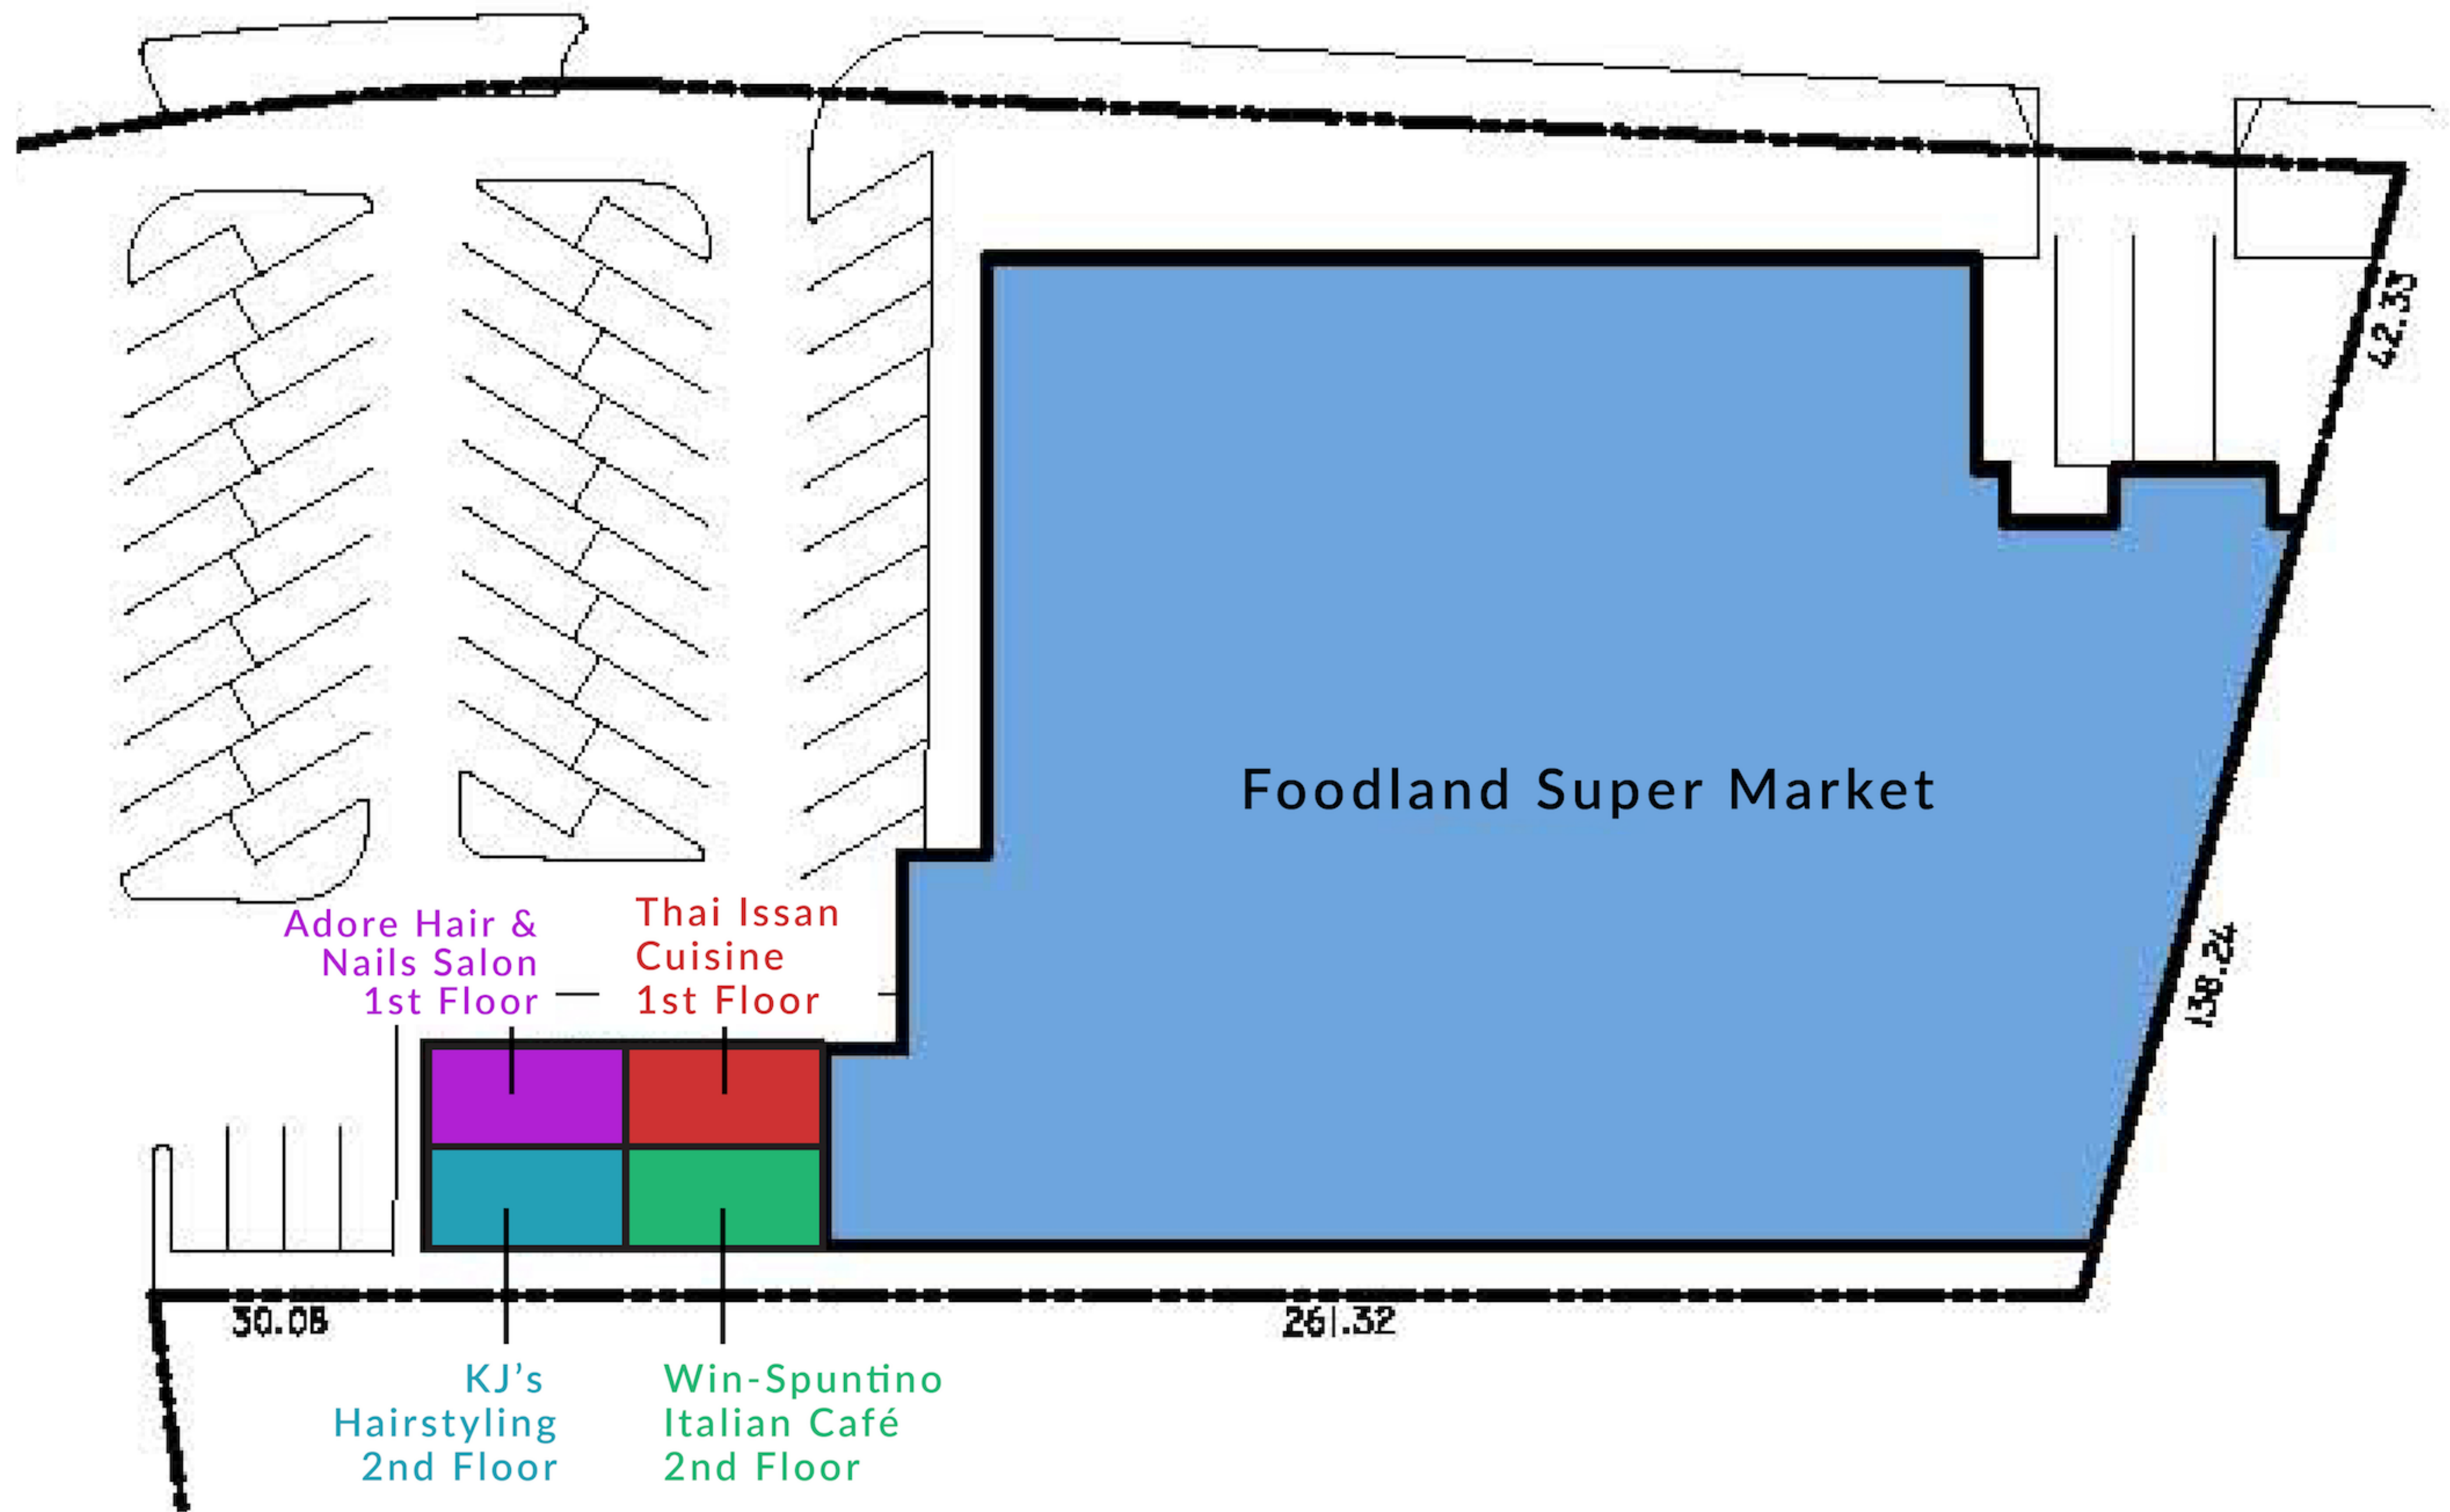 42.33
Foodland Super Market
Adore Hair &
Nails Salon
1st Floor
Thai Issan
Cuisine
1st Floor
138.24
30.08
261.32
KJ’s
Hairstyling
2nd Floor
Win-Spuntino
Italian Café
2nd Floor